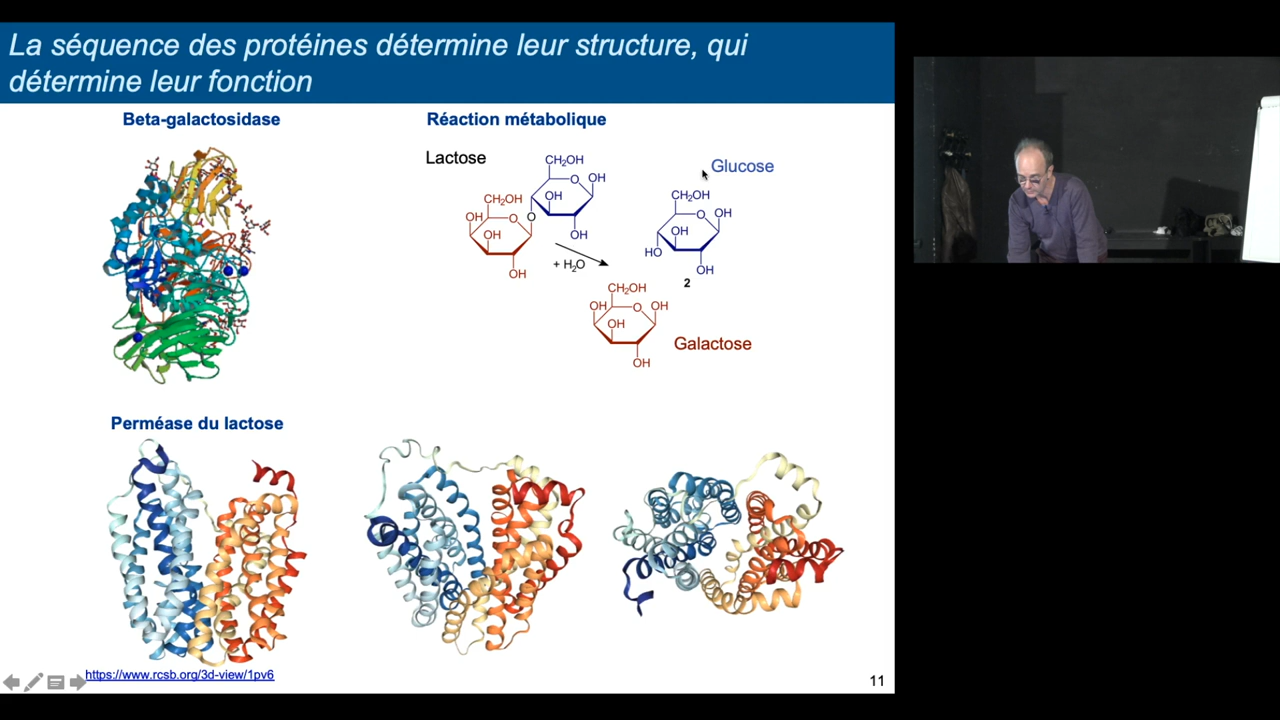 La séquence des protéines détermine leur structure, qui
détermine leur fonction
Beta-galactosidase
Réaction métabolique
Lactose
CH2OH
O
OH
OH
OH
CH2OH
O
OH
OH
OH
O
+ H2O
Glucose
CH2OH
O
OH
OH
HO
OH
2
CH2OH
OH
O
OH
OH
OH
Galactose
Perméase du lactose
https://www.rcsb.org/3d-view/1pv6
11